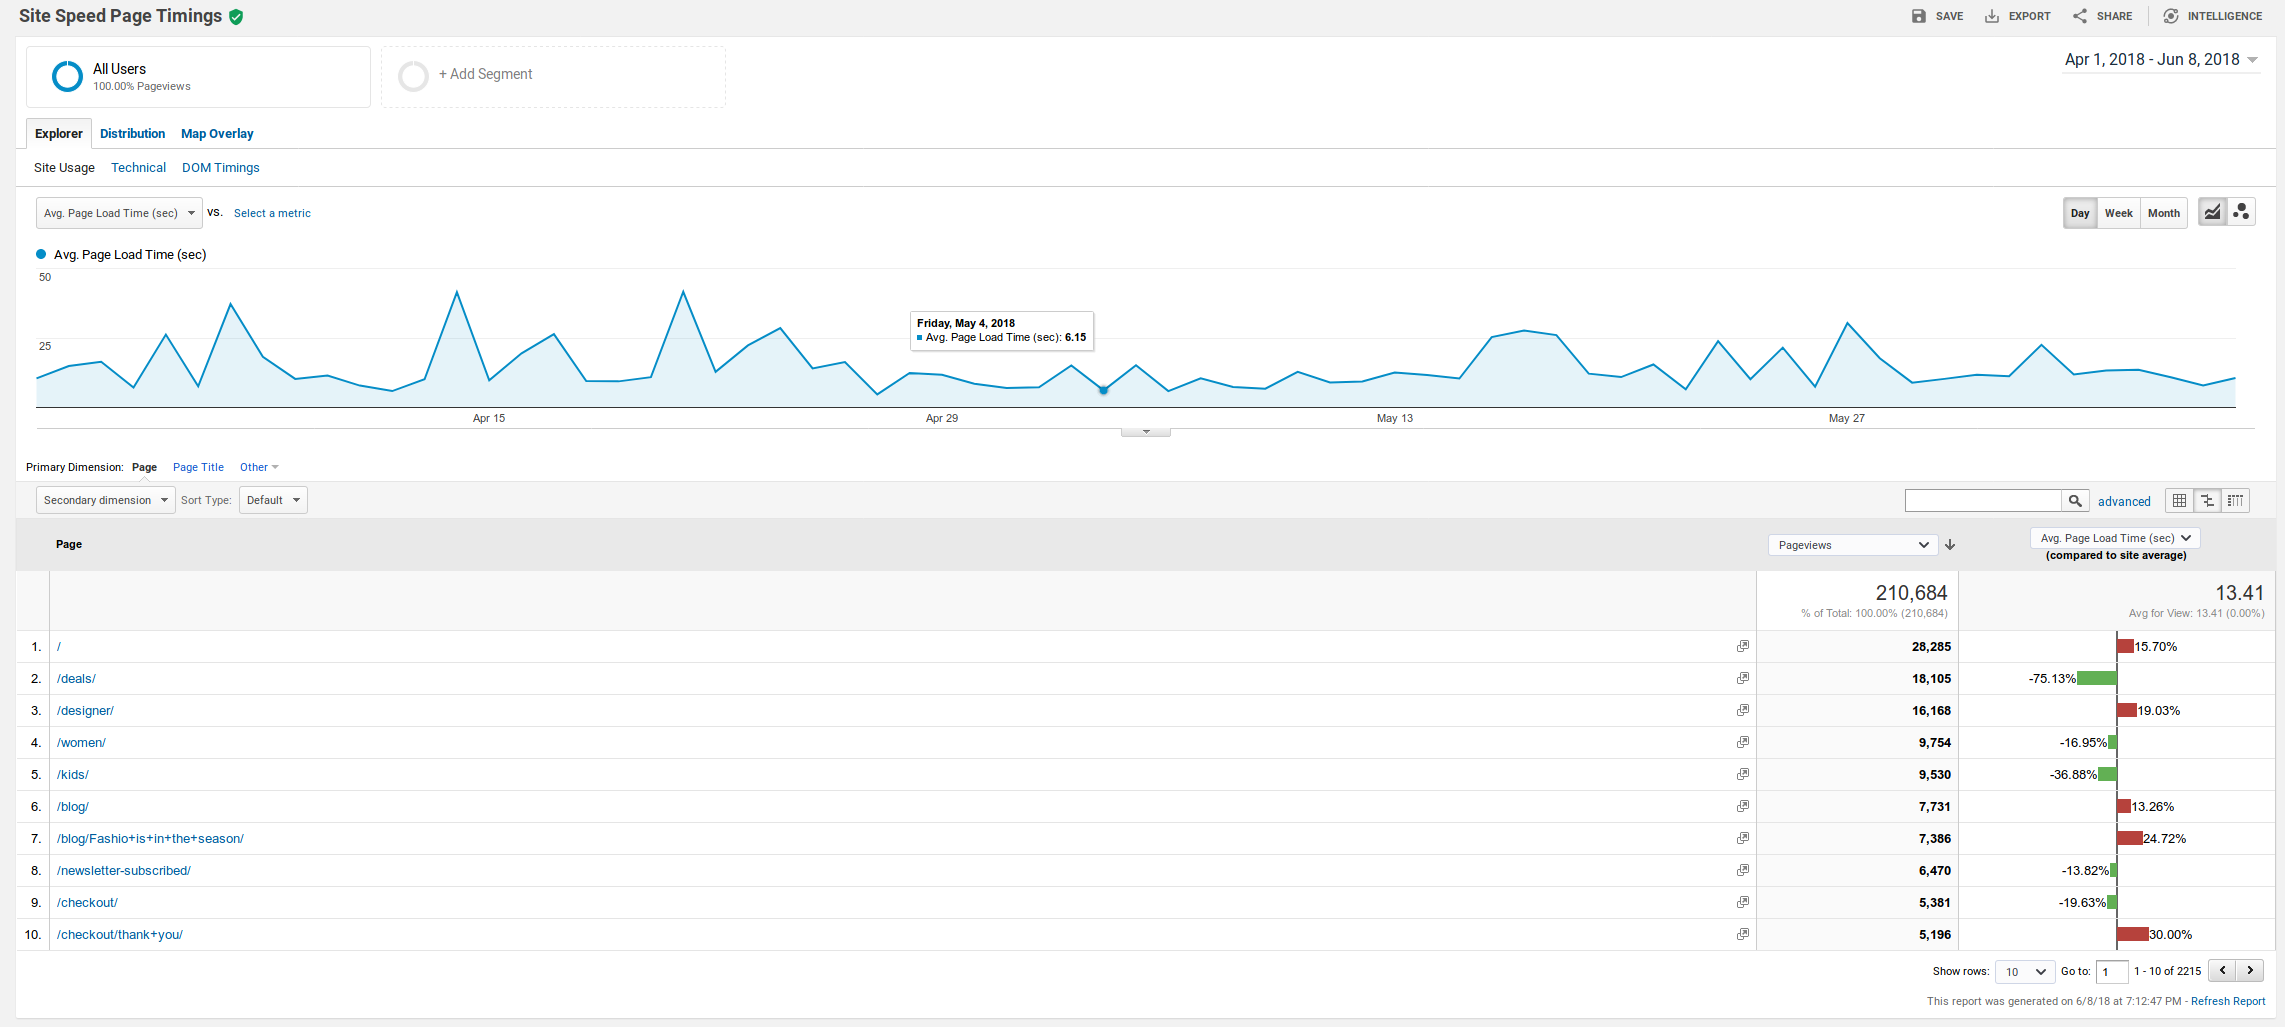 Site Speed Page Timings
SAVE EXPORT SHARE INTELLIGENCE
All Users
100.00% Pageviews
+ Add Segment
Apr 1, 2018 - Jun 8, 2018
Explorer Distribution Map Overlay
Site Usage Technical DOM Timings
Avg. Page Load Time (sec) VS. Select a metric
Day Week Month
Avg. Page Load Time (sec)
50
25
Friday, May 4, 2018
Avg. Page Load Time (sec): 6.15
Apr 15 Apr 29 May 13 May 27
Primary Dimension: Page Page Title Other
Secondary dimension Sort Type: Default
advanced
Page Pageviews Avg. Page Load Time (sec)
(compared to site average)
210,684 13.41
% of Total: 100.00% (210,684) Avg for View: 13.41 (0.00%)
1. / 28,285 15.70%
2. /deals/ 18,105 -75.13%
3. /designer/ 16,168 19.03%
4. /women/ 9,754 -16.95%
5. /kids/ 9,530 -36.88%
6. /blog/ 7,731 13.26%
7. /blog/Fashio+is+in+the+season/ 7,386 24.72%
8. /newsletter-subscribed/ 6,470 -13.82%
9. /checkout/ 5,381 -19.63%
10. /checkout/thank+you/ 5,196 30.00%
Show rows: 10 Go to: 1 1 - 10 of 2215
This report was generated on 6/8/18 at 7:12:47 PM - Refresh Report